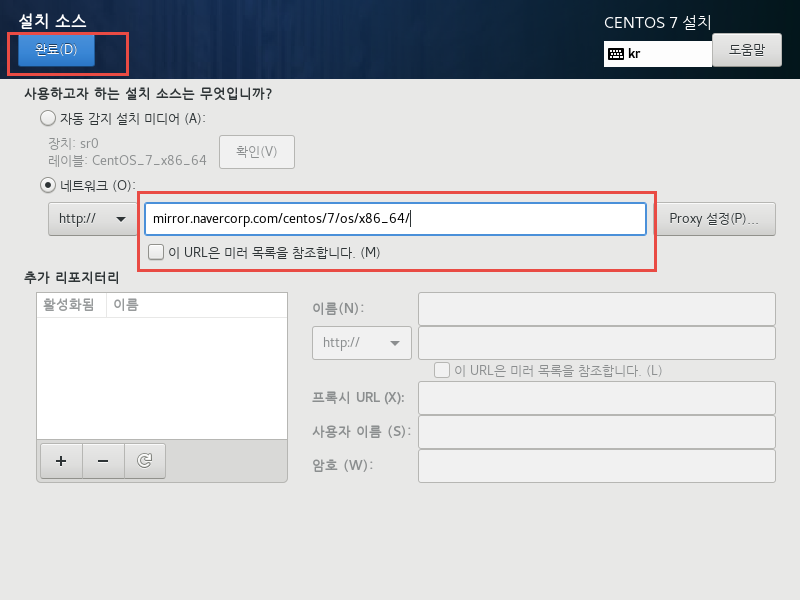 설치 소스
CENTOS 7 설치
완료(D)
kr
도움말
사용하고자 하는 설치 소스는 무엇입니까?
자동 감지 설치 미디어 (A):
장치: sr0
레이블: CentOS_7_x86_64
확인(V)
네트워크 (O):
http://
mirror.navercorp.com/centos/7/os/x86_64/
Proxy 설정(P)...
이 URL은 미러 목록을 참조합니다. (M)
추가 리포지터리
활성화됨 이름
이름(N):
http://
이 URL은 미러 목록을 참조합니다. (L)
프록시 URL (X):
사용자 이름 (S):
암호 (W):